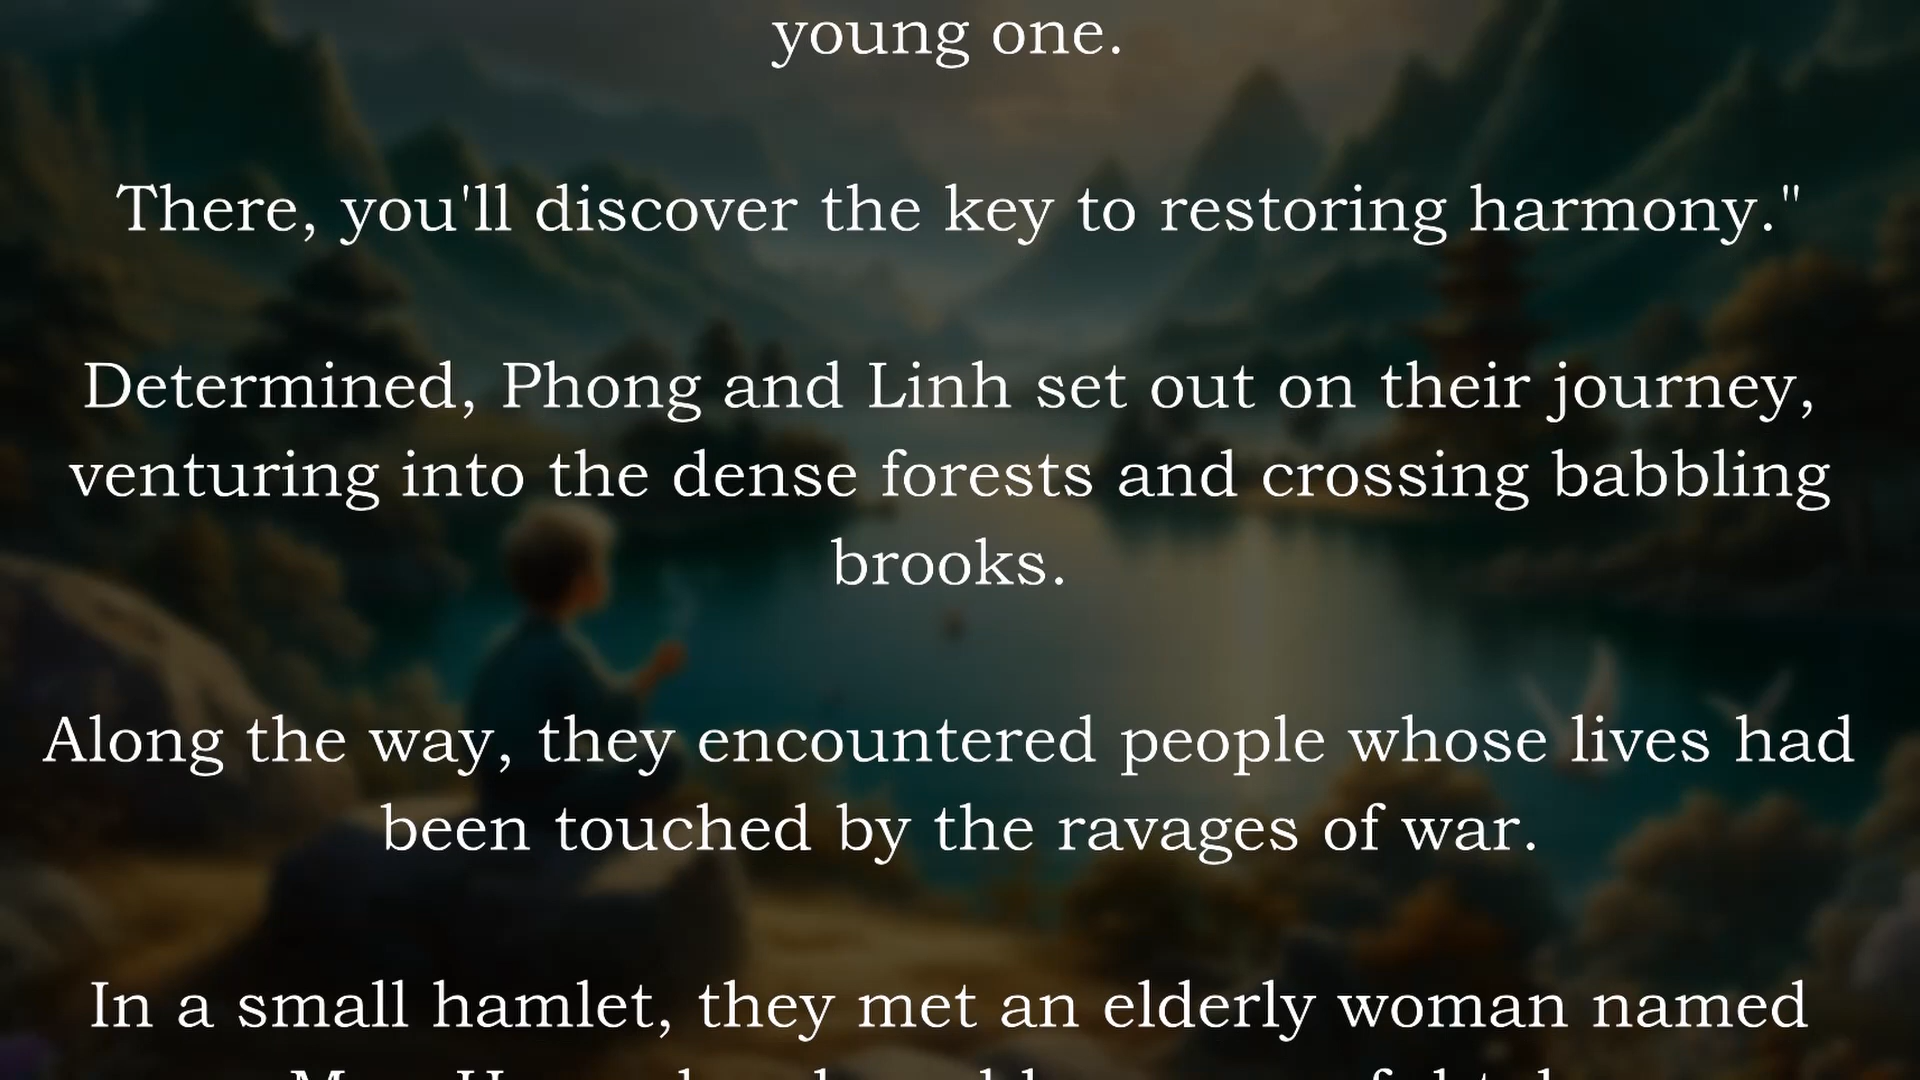 young one.
There, you'll discover the key to restoring harmony."
Determined, Phong and Linh set out on their journey,
venturing into the dense forests and crossing babbling
brooks.
Along the way, they encountered people whose lives had
been touched by the ravages of war.
In a small hamlet, they met an elderly woman named